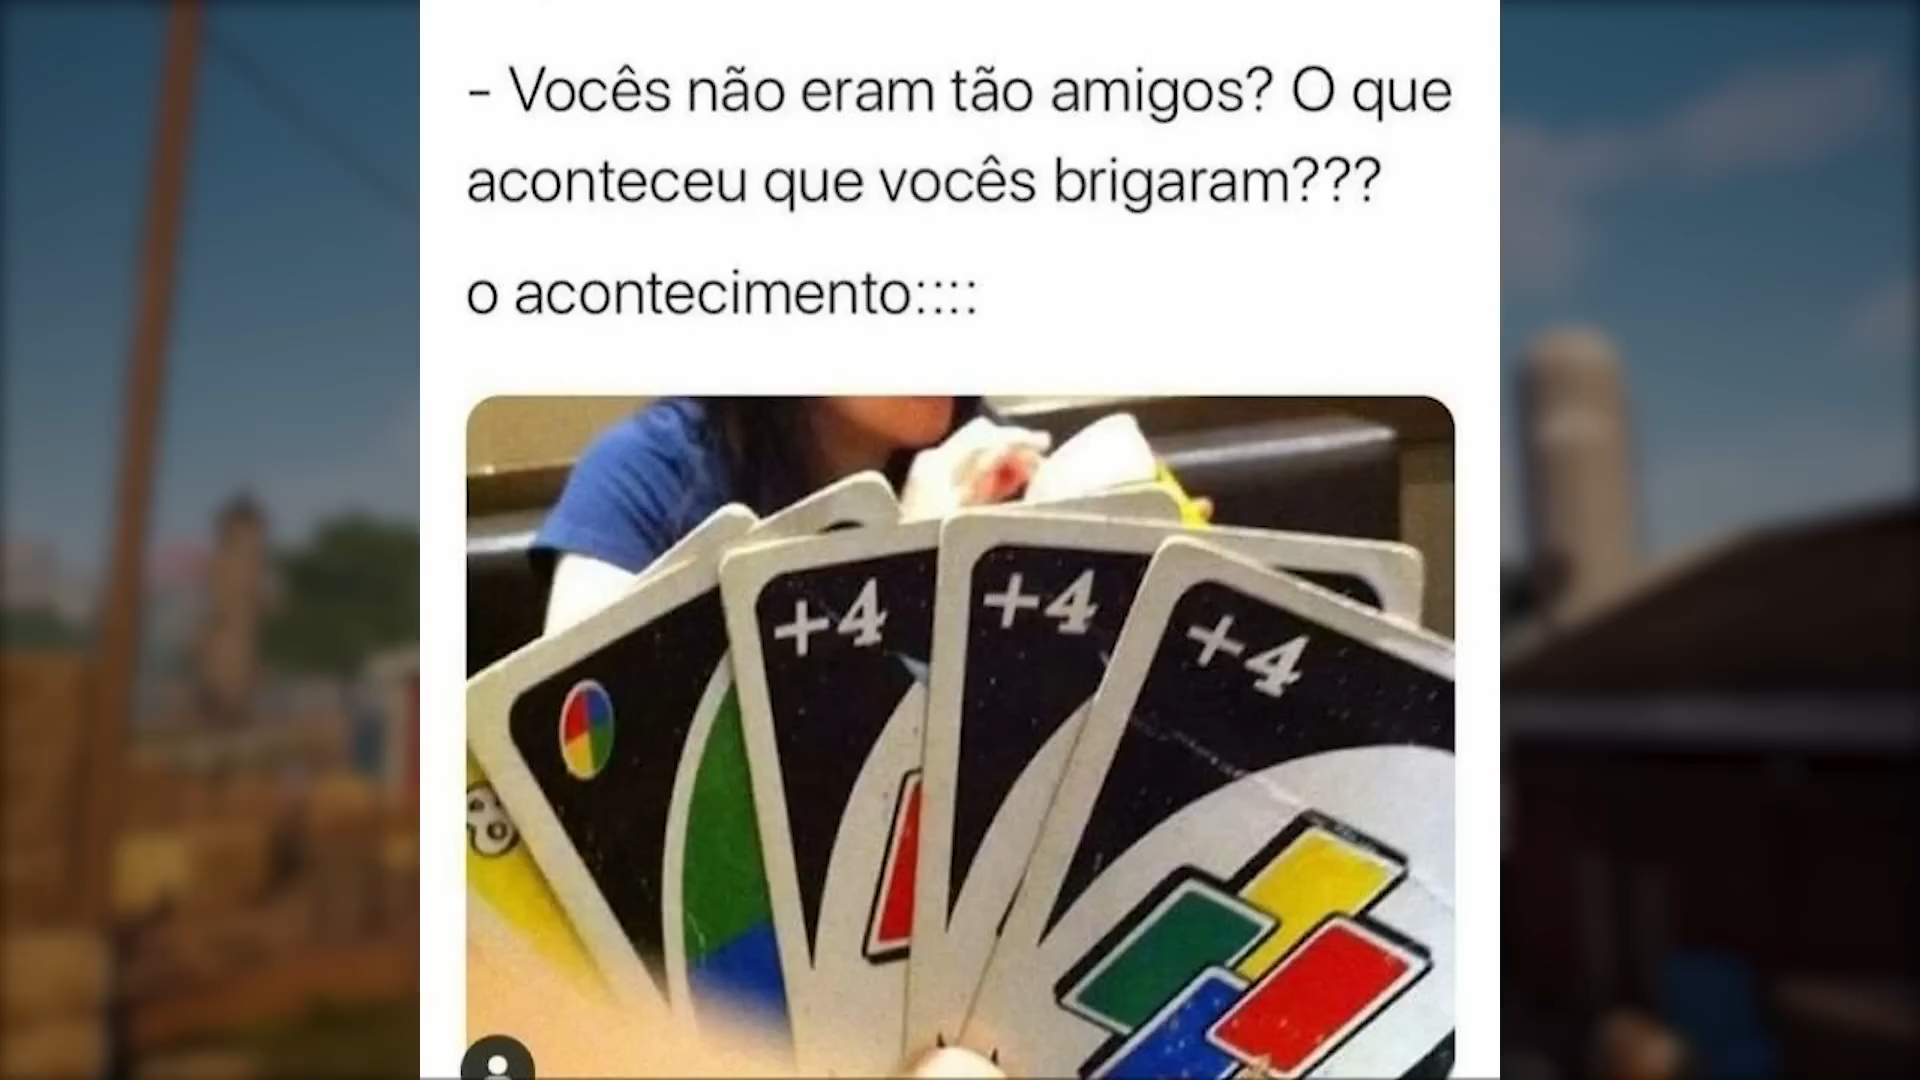 - Vocês não eram tão amigos? O que
aconteceu que vocês brigaram???
o acontecimento::::
+4
+4
+4